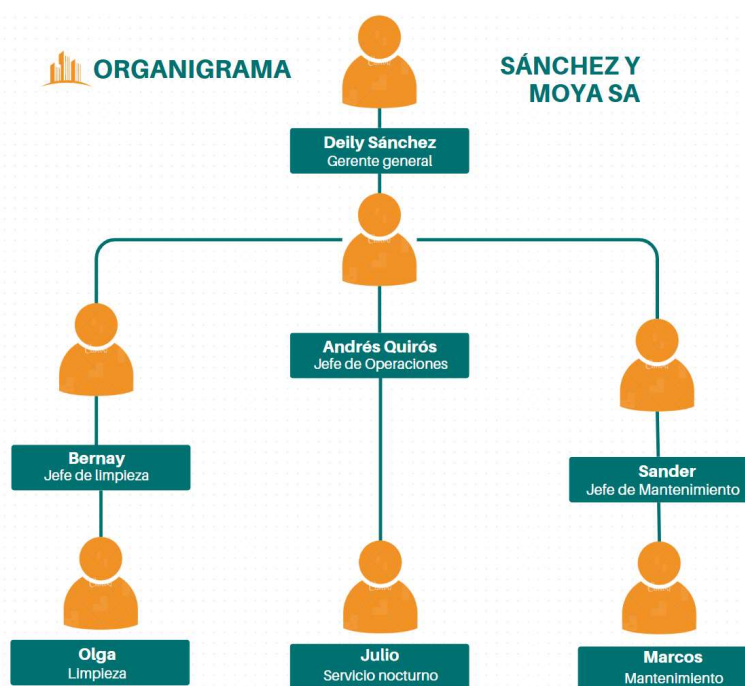 ORGANIGRAMA
SÁNCHEZ Y
MOYA SA
Deily Sánchez
Gerente general
Andrés Quirós
Jefe de Operaciones
Bernay
Jefe de limpieza
Sander
Jefe de Mantenimiento
Olga
Limpieza
Julio
Servicio nocturno
Marcos
Mantenimiento